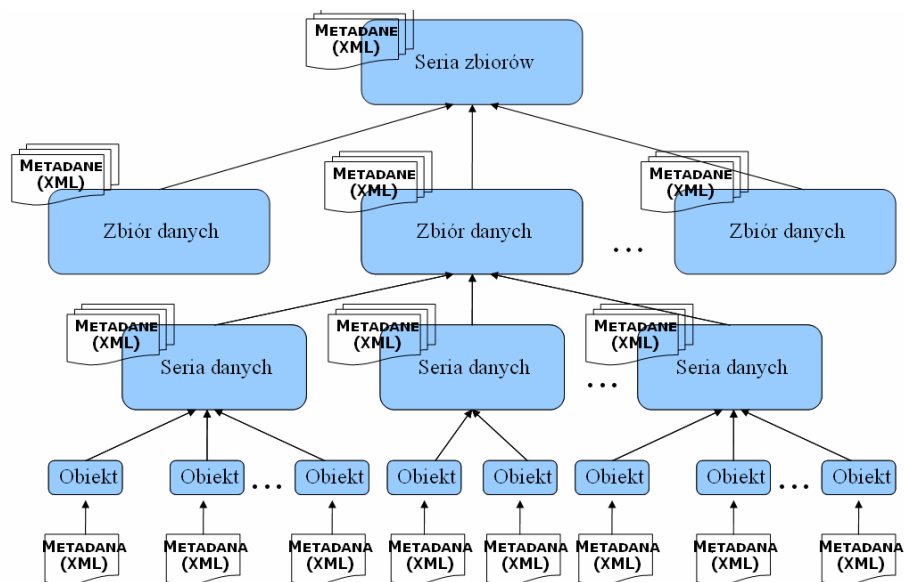 METADANE
(XML)
Seria zbiorów
METADANE
(XML)
METADANE
(XML)
METADANE
(XML)
Zbiór danych
Zbiór danych
...
Zbiór danych
METADANE
(XML)
METADANE
(XML)
METADANE
(XML)
Seria danych
Seria danych
...
Seria danych
Obiekt
Obiekt
...
Obiekt
Obiekt
Obiekt
Obiekt
Obiekt
...
Obiekt
METADANA
(XML)
METADANA
(XML)
METADANA
(XML)
METADANA
(XML)
METADANA
(XML)
METADANA
(XML)
METADANA
(XML)
METADANA
(XML)